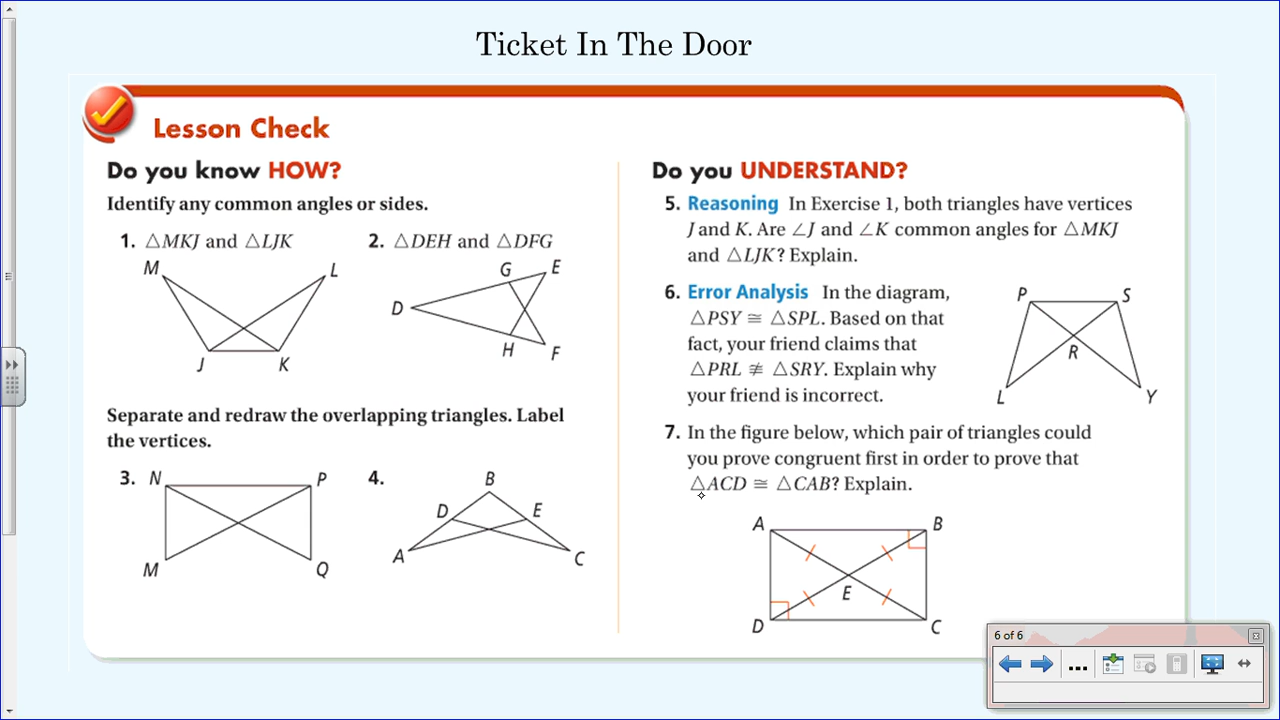 Ticket In The Door
Lesson Check
Do you know HOW?
Identify any common angles or sides.
1. △MKJ and △LJK
2. △DEH and △DFG
M
L
J
K
D
G
E
H
F
Separate and redraw the overlapping triangles. Label
the vertices.
3.
N
P
M
Q
4.
B
D
E
A
C
Do you UNDERSTAND?
5. Reasoning In Exercise 1, both triangles have vertices
J and K. Are ∠J and ∠K common angles for △MKJ
and △LJK? Explain.
6. Error Analysis In the diagram,
△PSY ≅ △SPL. Based on that
fact, your friend claims that
△PRL ≇ △SRY. Explain why
your friend is incorrect.
P
S
R
L
Y
7. In the figure below, which pair of triangles could
you prove congruent first in order to prove that
△ACD ≅ △CAB? Explain.
A
B
E
D
C
6 of 6